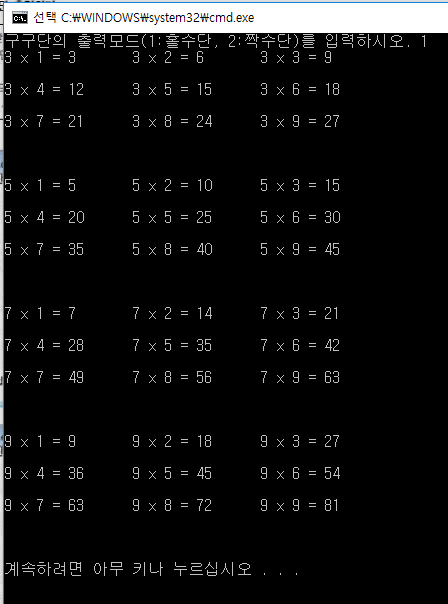 선택 C:₩WINDOWS₩system32₩cmd.exe
구구단의 출력모드(1:홀수단, 2:짝수단)를 입력하시오. 1
3 x 1 = 3 3 x 2 = 6 3 x 3 = 9
3 x 4 = 12 3 x 5 = 15 3 x 6 = 18
3 x 7 = 21 3 x 8 = 24 3 x 9 = 27
5 x 1 = 5 5 x 2 = 10 5 x 3 = 15
5 x 4 = 20 5 x 5 = 25 5 x 6 = 30
5 x 7 = 35 5 x 8 = 40 5 x 9 = 45
7 x 1 = 7 7 x 2 = 14 7 x 3 = 21
7 x 4 = 28 7 x 5 = 35 7 x 6 = 42
7 x 7 = 49 7 x 8 = 56 7 x 9 = 63
9 x 1 = 9 9 x 2 = 18 9 x 3 = 27
9 x 4 = 36 9 x 5 = 45 9 x 6 = 54
9 x 7 = 63 9 x 8 = 72 9 x 9 = 81
계속하려면 아무 키나 누르십시오 . . .